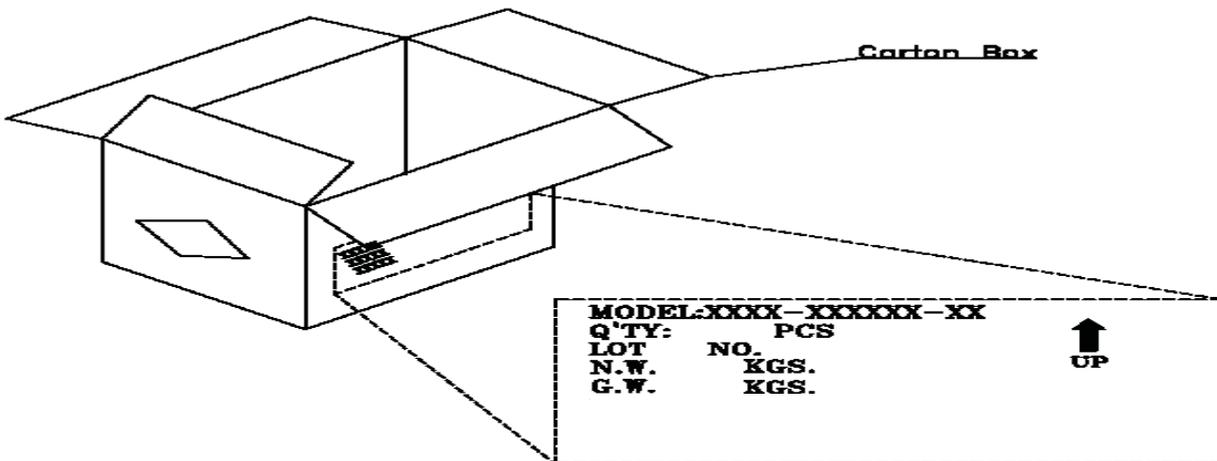 Carton Box
MODEL:XXXX-XXXXXX-XX
Q'TY: PCS
LOT NO.
N.W. KGS.
G.W. KGS.
UP